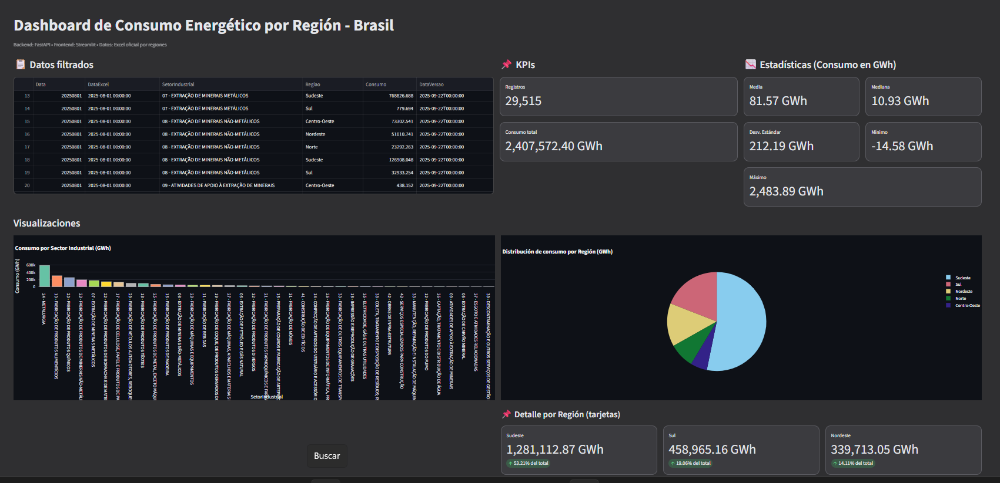 Dashboard de Consumo Energético por Región - Brasil
Backend: FastAPI • Frontend: Streamlit • Datos: Excel oficial por regiones
📋 Datos filtrados
Data DataExcel SetorIndustrial Regiao Consumo DataVersao
13 20250801 2025-08-01 00:00:00 07 - EXTRAÇÃO DE MINERAIS METÁLICOS Sudeste 768826.688 2025-09-22T00:00:00
14 20250801 2025-08-01 00:00:00 07 - EXTRAÇÃO DE MINERAIS METÁLICOS Sul 779.694 2025-09-22T00:00:00
15 20250801 2025-08-01 00:00:00 08 - EXTRAÇÃO DE MINERAIS NÃO-METÁLICOS Centro-Oeste 73302.541 2025-09-22T00:00:00
16 20250801 2025-08-01 00:00:00 08 - EXTRAÇÃO DE MINERAIS NÃO-METÁLICOS Nordeste 51010.741 2025-09-22T00:00:00
17 20250801 2025-08-01 00:00:00 08 - EXTRAÇÃO DE MINERAIS NÃO-METÁLICOS Norte 23292.263 2025-09-22T00:00:00
18 20250801 2025-08-01 00:00:00 08 - EXTRAÇÃO DE MINERAIS NÃO-METÁLICOS Sudeste 126908.048 2025-09-22T00:00:00
19 20250801 2025-08-01 00:00:00 08 - EXTRAÇÃO DE MINERAIS NÃO-METÁLICOS Sul 32933.254 2025-09-22T00:00:00
20 20250801 2025-08-01 00:00:00 09 - ATIVIDADES DE APOIO À EXTRAÇÃO DE MINERAIS Centro-Oeste 438.152 2025-09-22T00:00:00
📌 KPIs
Registros
29,515
Consumo total
2,407,572.40 GWh
📉 Estadísticas (Consumo en GWh)
Media
81.57 GWh
Mediana
10.93 GWh
Desv. Estándar
212.19 GWh
Mínimo
-14.58 GWh
Máximo
2,483.89 GWh
Visualizaciones
Consumo por Sector Industrial (GWh)
Consumo (GWh)
600k
400k
200k
0
24 - METALURGIA
10 - FABRICAÇÃO DE PRODUTOS ALIMENTÍCIOS
20 - FABRICAÇÃO DE PRODUTOS QUÍMICOS
23 - FABRICAÇÃO DE PRODUTOS DE MINERAIS NÃO-METÁL
07 - EXTRAÇÃO DE MINERAIS METÁLICOS
22 - FABRICAÇÃO DE PRODUTOS DE BORRACHA E DE MATE
17 - FABRICAÇÃO DE CELULOSE, PAPEL E PRODUTOS DE PA
29 - FABRICAÇÃO DE VEÍCULOS AUTOMOTORES, REBOQUE
13 - FABRICAÇÃO DE PRODUTOS TÊXTEIS
25 - FABRICAÇÃO DE PRODUTOS DE METAL, EXCETO MÁQU
16 - FABRICAÇÃO DE PRODUTOS DE MADEIRA
08 - EXTRAÇÃO DE MINERAIS NÃO-METÁLICOS
28 - FABRICAÇÃO DE MÁQUINAS E EQUIPAMENTOS
11 - FABRICAÇÃO DE BEBIDAS
19 - FABRICAÇÃO DE COQUE, DE PRODUTOS DERIVADOS DO
27 - FABRICAÇÃO DE MÁQUINAS, APARELHOS E MATERIAIS
06 - EXTRAÇÃO DE PETRÓLEO E GÁS NATURAL
32 - FABRICAÇÃO DE PRODUTOS DIVERSOS
21 - FABRICAÇÃO DE PRODUTOS FARMOQUÍMICOS E FAR
15 - PREPARAÇÃO DE COUROS E FABRICAÇÃO DE ARTEFA
31 - FABRICAÇÃO DE MÓVEIS
41 - CONSTRUÇÃO DE EDIFÍCIOS
14 - CONFECÇÃO DE ARTIGOS DO VESTUÁRIO E ACESSÓRIO
26 - FABRICAÇÃO DE EQUIPAMENTOS DE INFORMÁTICA, PR
30 - FABRICAÇÃO DE OUTROS EQUIPAMENTOS DE TRANSP
18 - IMPRESSÃO E REPRODUÇÃO DE GRAVAÇÕES
35 - ELETRICIDADE, GÁS E OUTRAS UTILIDADES
38 - COLETA, TRATAMENTO E DISPOSIÇÃO DE RESÍDUOS; R
42 - OBRAS DE INFRA-ESTRUTURA
43 - SERVIÇOS ESPECIALIZADOS PARA CONSTRUÇÃO
33 - MANUTENÇÃO, REPARAÇÃO E INSTALAÇÃO DE MÁQUIN
12 - FABRICAÇÃO DE PRODUTOS DO FUMO
36 - CAPTAÇÃO, TRATAMENTO E DISTRIBUIÇÃO DE ÁGUA
09 - ATIVIDADES DE APOIO À EXTRAÇÃO DE MINERAIS
05 - EXTRAÇÃO DE CARVÃO MINERAL
37 - ESGOTO E ATIVIDADES RELACIONADAS
39 - DESCONTAMINAÇÃO E OUTROS SERVIÇOS DE GESTÃO
SetorIndustrial
Distribución de consumo por Región (GWh)
Sudeste
Sul
Nordeste
Norte
Centro-Oeste
📌 Detalle por Región (tarjetas)
Sudeste
1,281,112.87 GWh
↑ 53.21% del total
Sul
458,965.16 GWh
↑ 19.06% del total
Nordeste
339,713.05 GWh
↑ 14.11% del total
Buscar